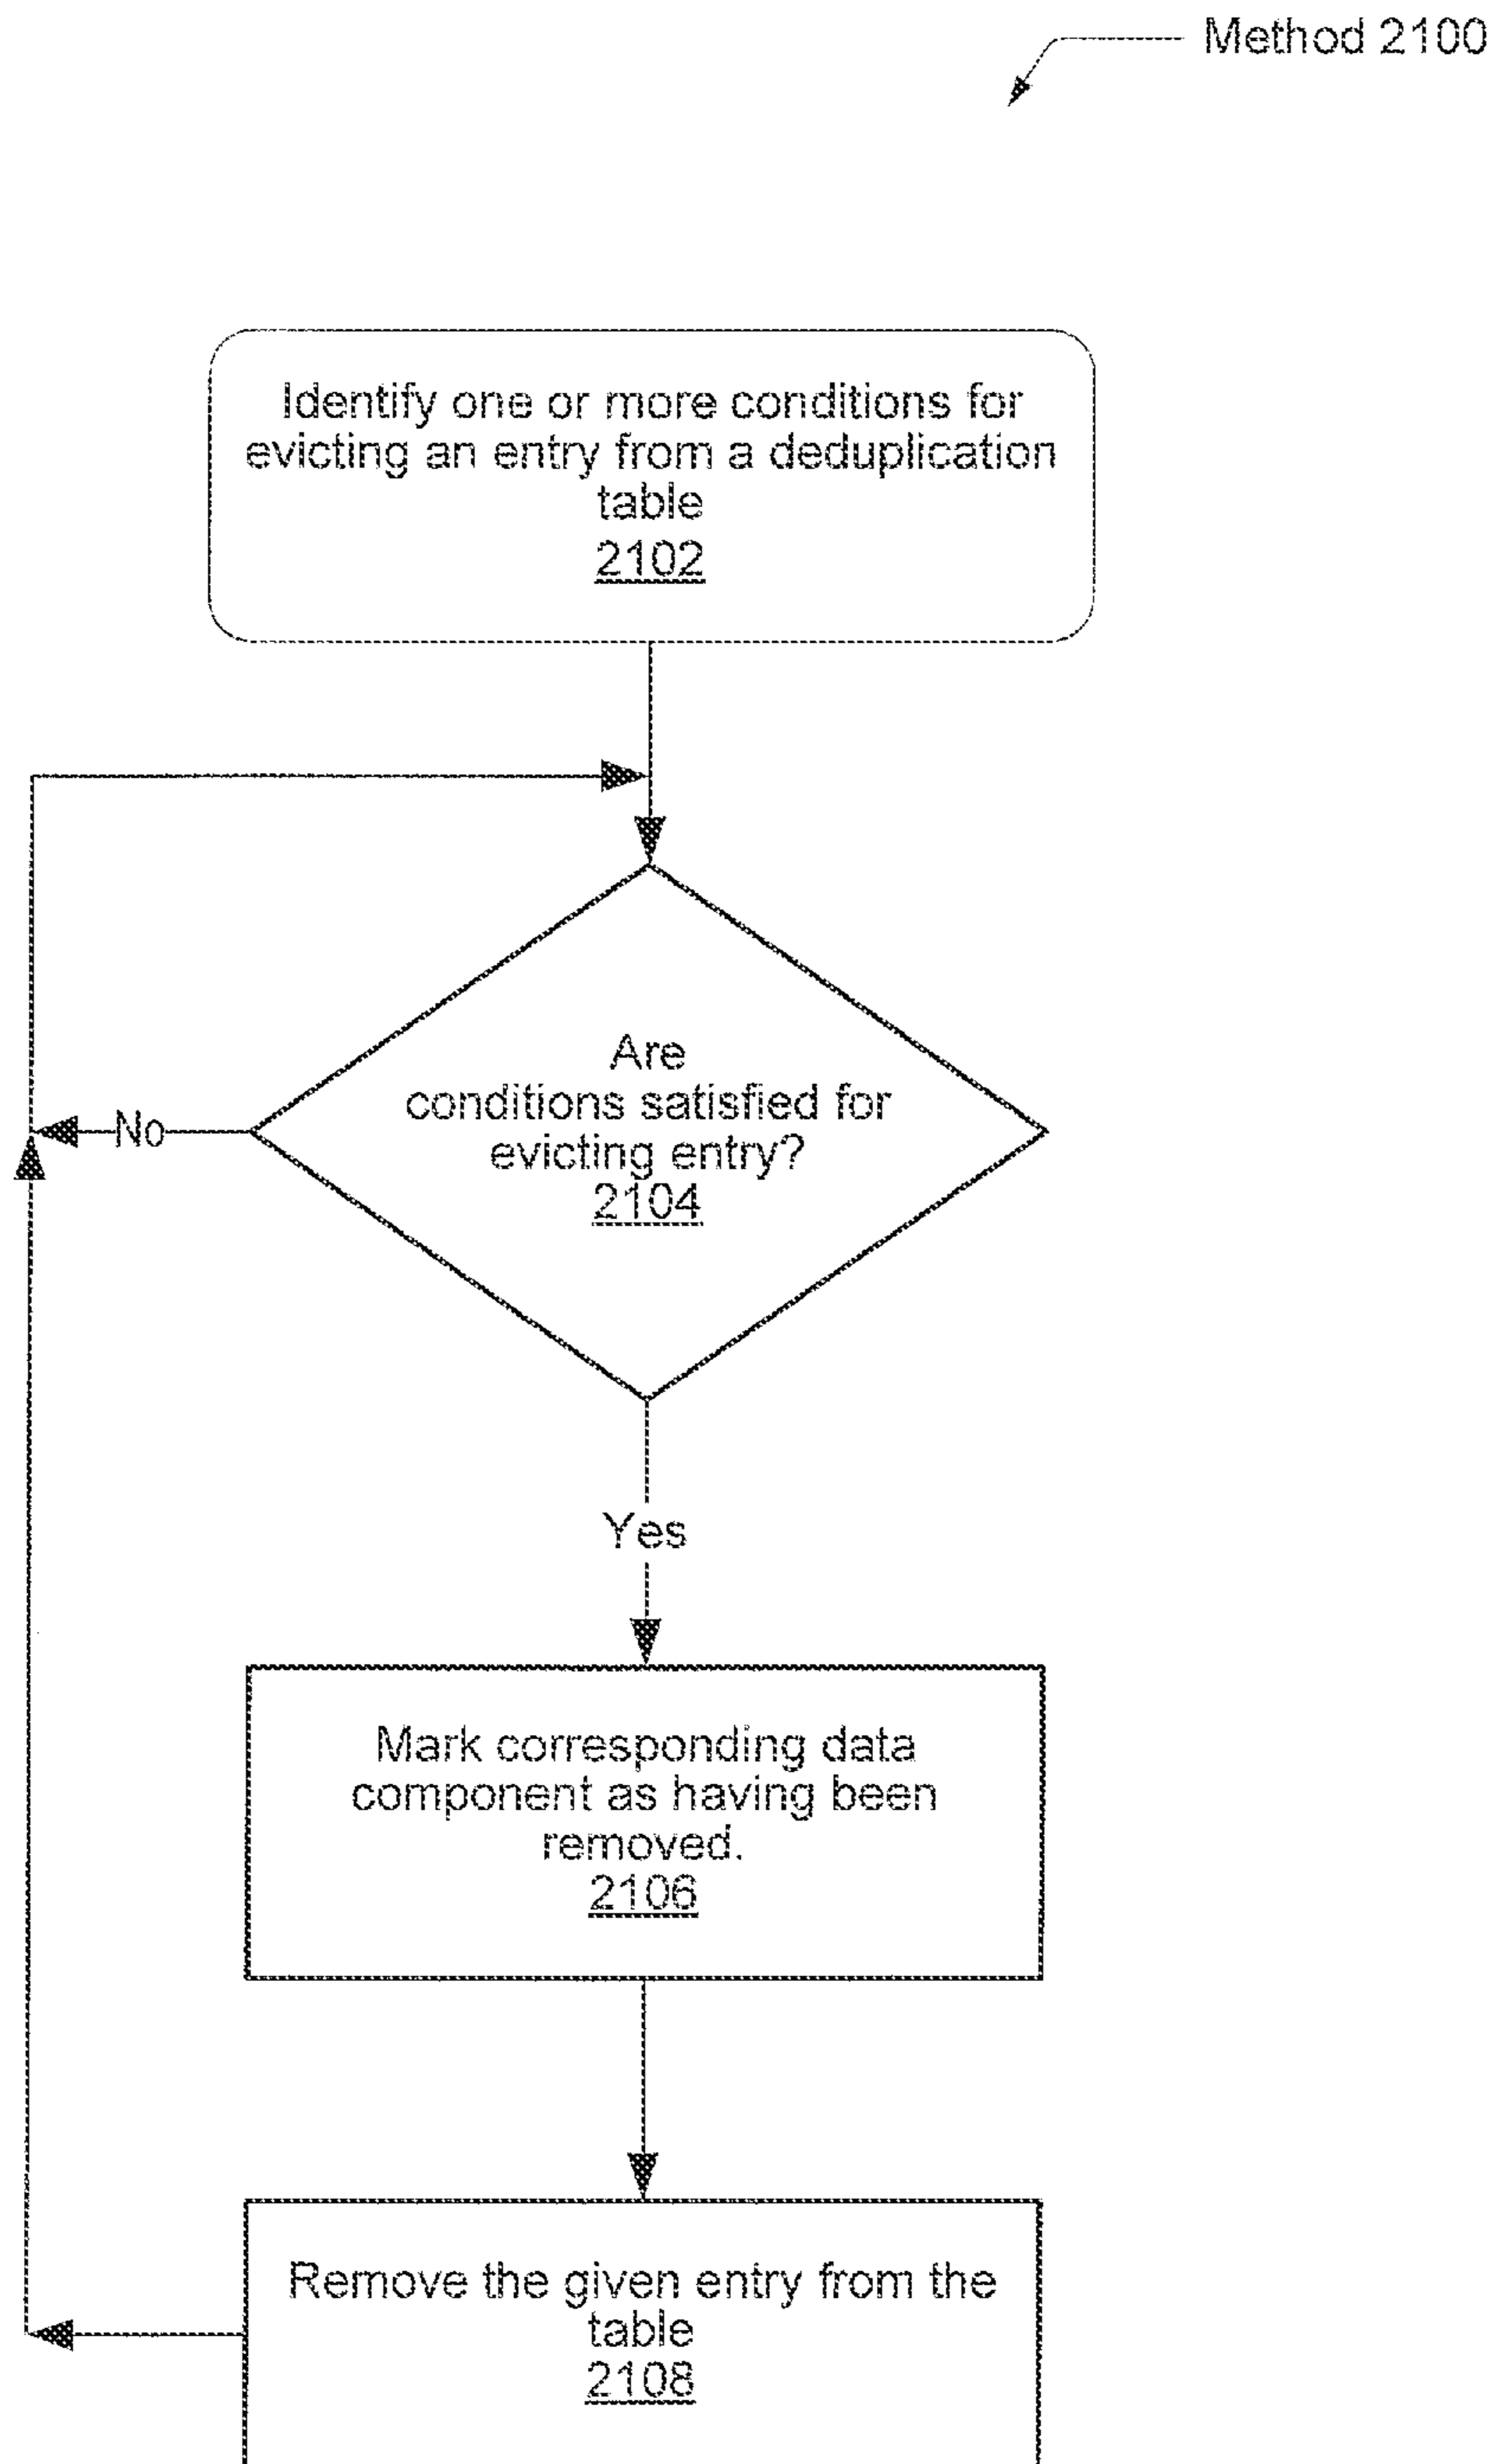 Method 2100
Identify one or more conditions for
evicting an entry from a deduplication
table
2102
Are
conditions satisfied for
evicting entry?
2104
No
Yes
Mark corresponding data
component as having been
removed.
2106
Remove the given entry from the
table
2108